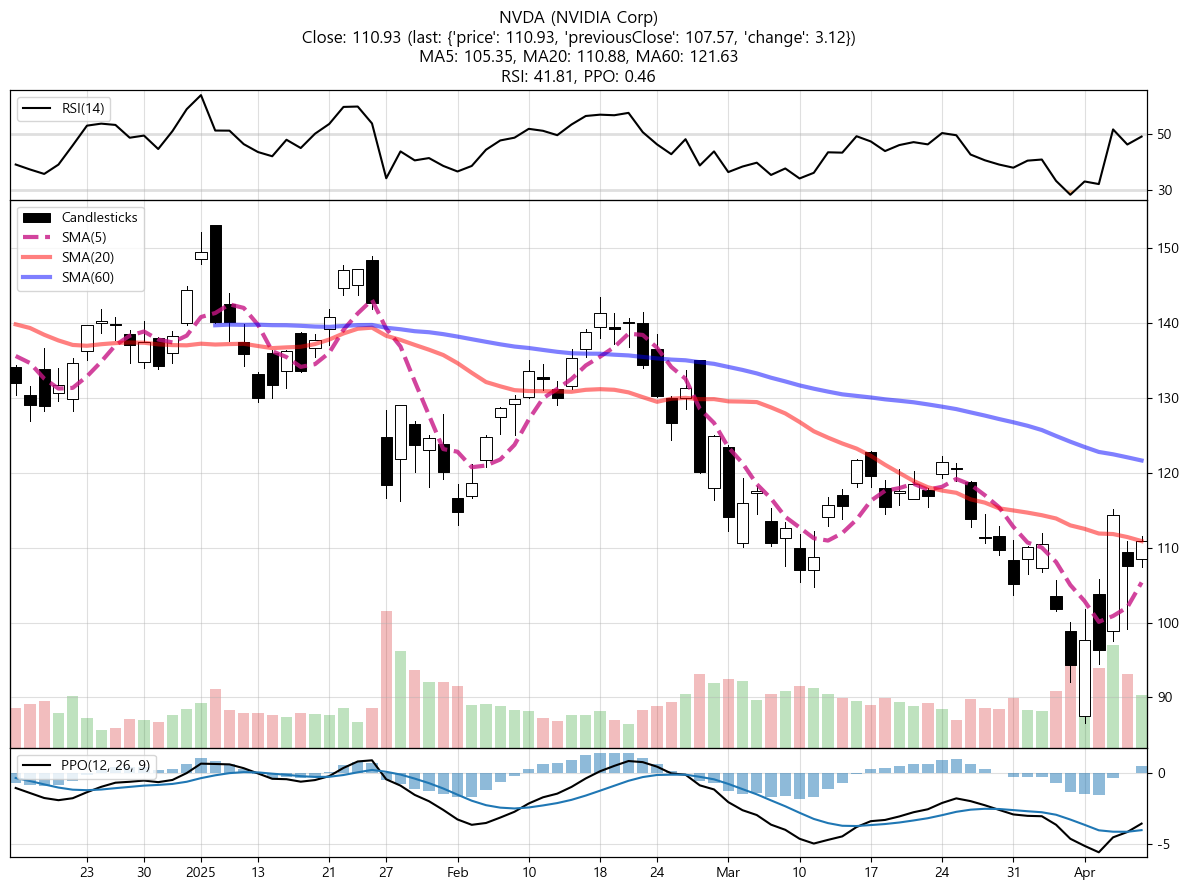 NVDA (NVIDIA Corp)
Close: 110.93 (last: {'price': 110.93, 'previousClose': 107.57, 'change': 3.12})
MA5: 105.35, MA20: 110.88, MA60: 121.63
RSI: 41.81, PPO: 0.46
RSI(14)
50
30
Candlesticks
SMA(5)
SMA(20)
SMA(60)
150
140
130
120
110
100
90
PPO(12, 26, 9)
0
-5
23 30 2025 13 21 27 Feb 10 18 24 Mar 10 17 24 31 Apr